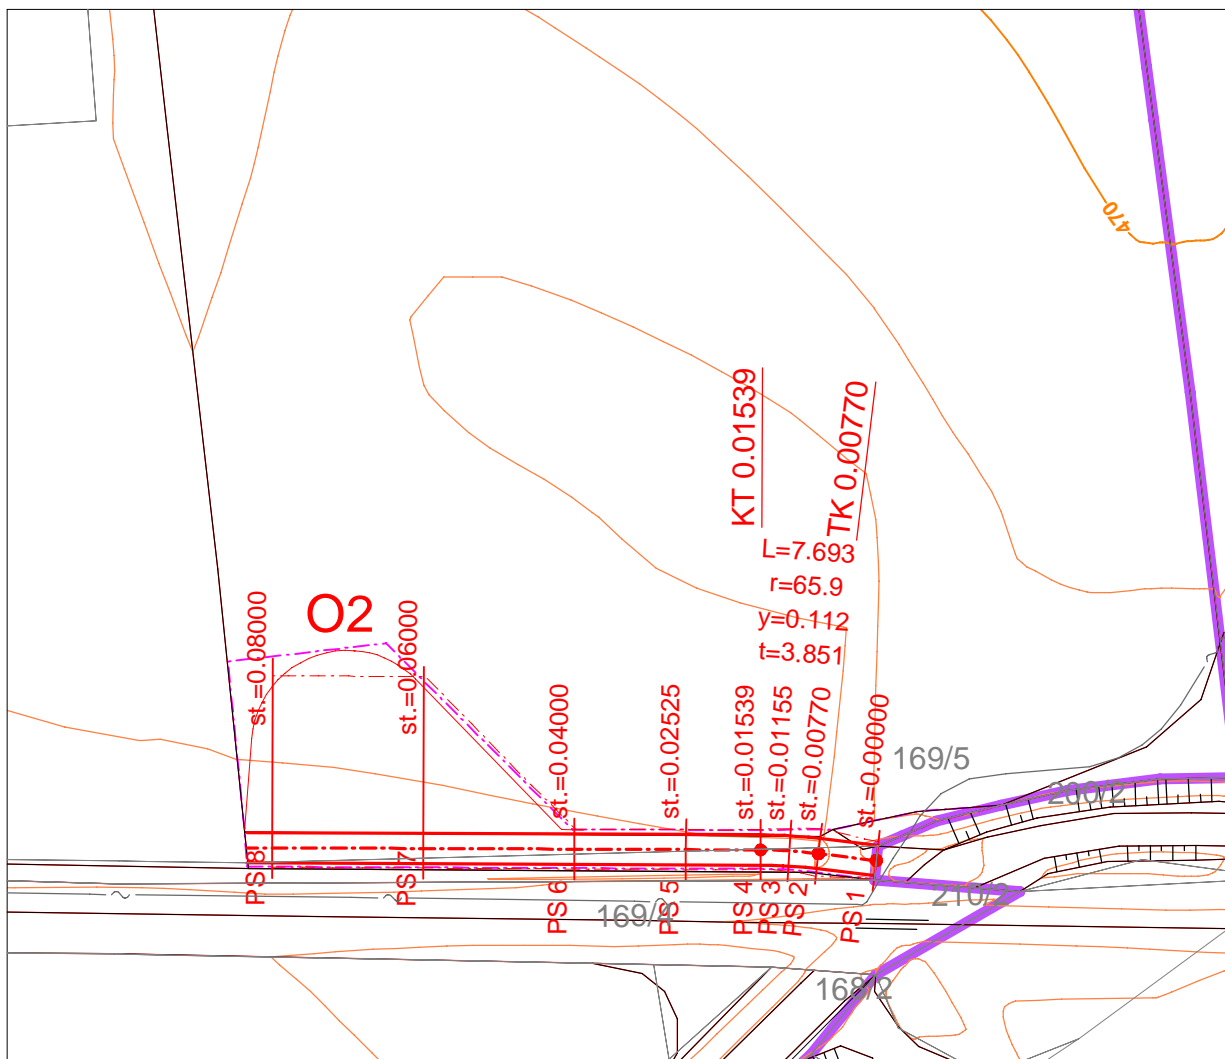 470
KT 0.01539
TK 0.00770
L=7.693
r=65.9
y=0.112
t=3.851
O2
st.=0.08000
st.=0.06000
st.=0.04000
st.=0.02525
st.=0.01539
st.=0.01155
st.=0.00770
st.=0.00000
169/5
200/2
PS 8
PS 7
PS 6
PS 5
PS 4
PS 3
PS 2
PS 1
169/4
210/2
168/2